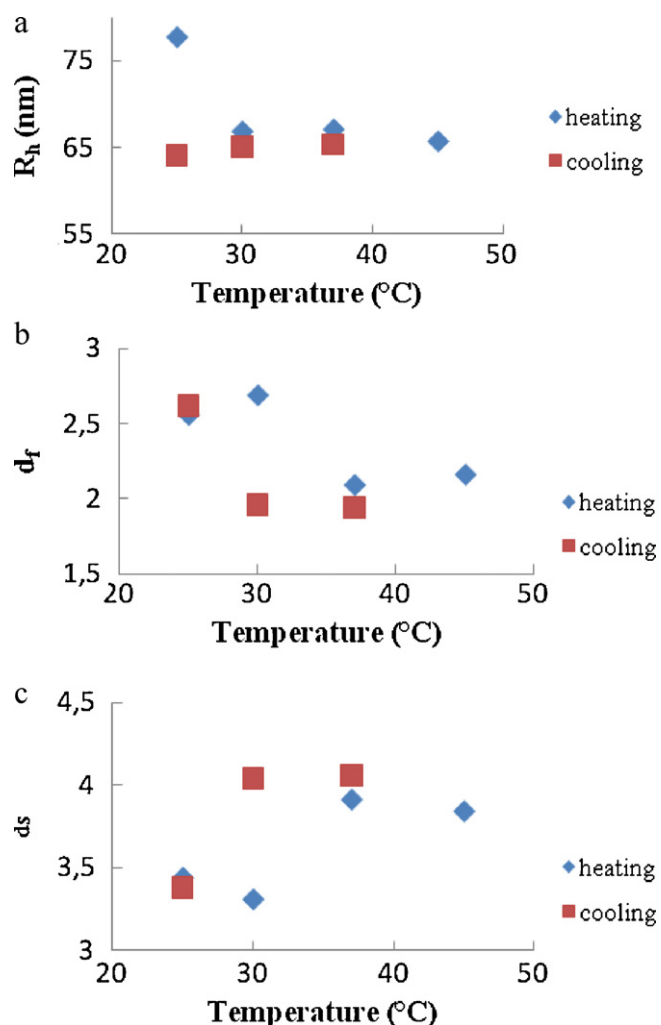 a
75
65
55
R_h (nm)
20 30 40 50
Temperature (°C)
heating
cooling
b
3
2,5
2
1,5
d_f
20 30 40 50
Temperature (°C)
heating
cooling
c
4,5
4
3,5
3
ds
20 30 40 50
Temperature (°C)
heating
cooling